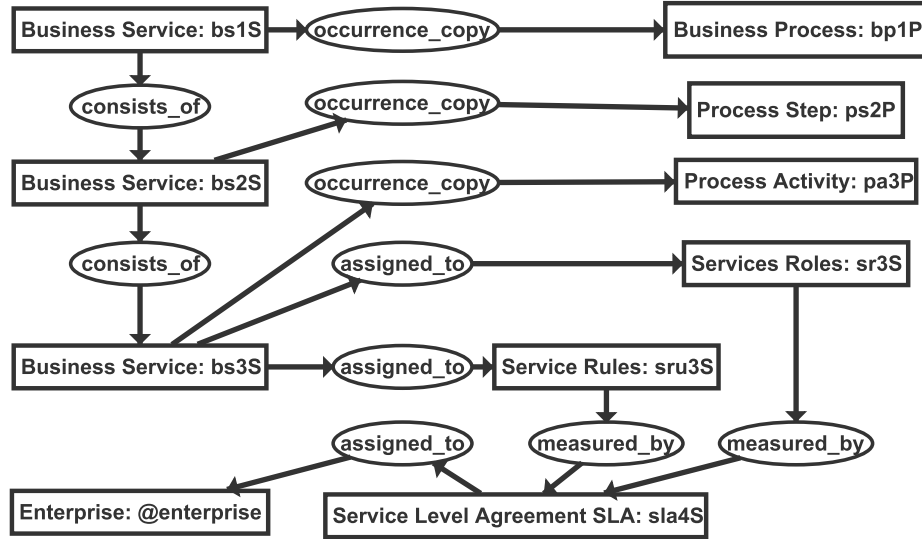 Business Service: bs1S
occurrence_copy
Business Process: bp1P
consists_of
occurrence_copy
Process Step: ps2P
Business Service: bs2S
occurrence_copy
Process Activity: pa3P
consists_of
assigned_to
Services Roles: sr3S
Business Service: bs3S
assigned_to
Service Rules: sru3S
assigned_to
measured_by
measured_by
Enterprise: @enterprise
Service Level Agreement SLA: sla4S